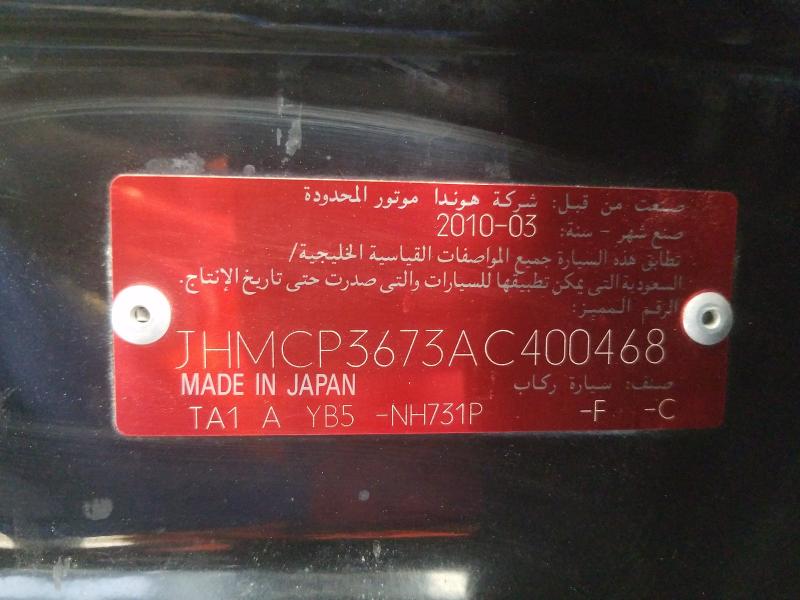 صنعت من قبل: شركة هوندا موتور المحدودة
صنع شهر - سنة: 2010-03
تطابق هذه السيارة جميع المواصفات القياسية الخليجية/
السعودية التى يمكن تطبيقها للسيارات والتى صدرت حتى تاريخ الإنتاج.
الرقم المميز:
JHMCP3673AC400468
MADE IN JAPAN صنف: سيارة ركاب
TA1 A YB5 -NH731P -F -C